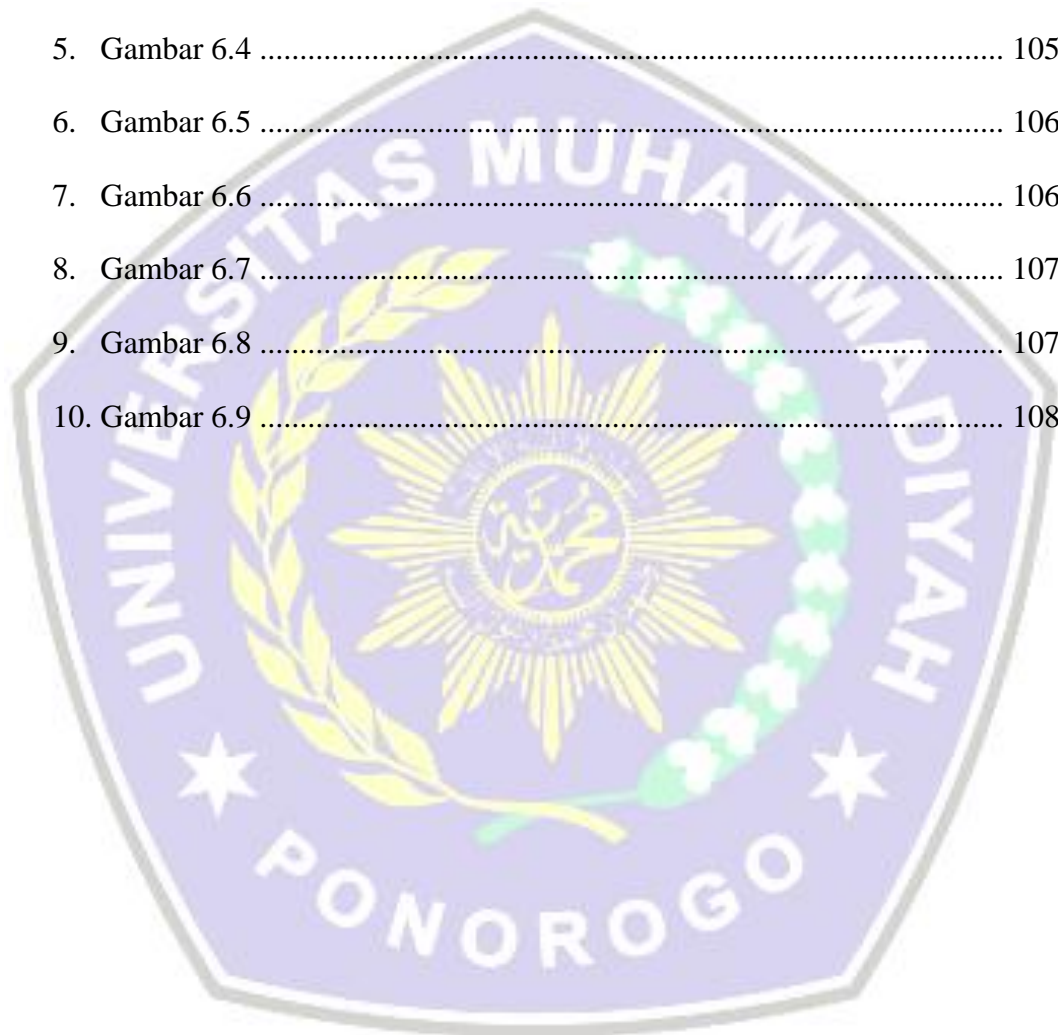 5. Gambar 6.4 ............................................................................................... 105
6. Gambar 6.5 ............................................................................................... 106
7. Gambar 6.6 ............................................................................................... 106
8. Gambar 6.7 ............................................................................................... 107
9. Gambar 6.8 ............................................................................................... 107
10. Gambar 6.9 ............................................................................................... 108
UNIVERSITAS MUHAMMADIYAH
محمدية
PONOROGO